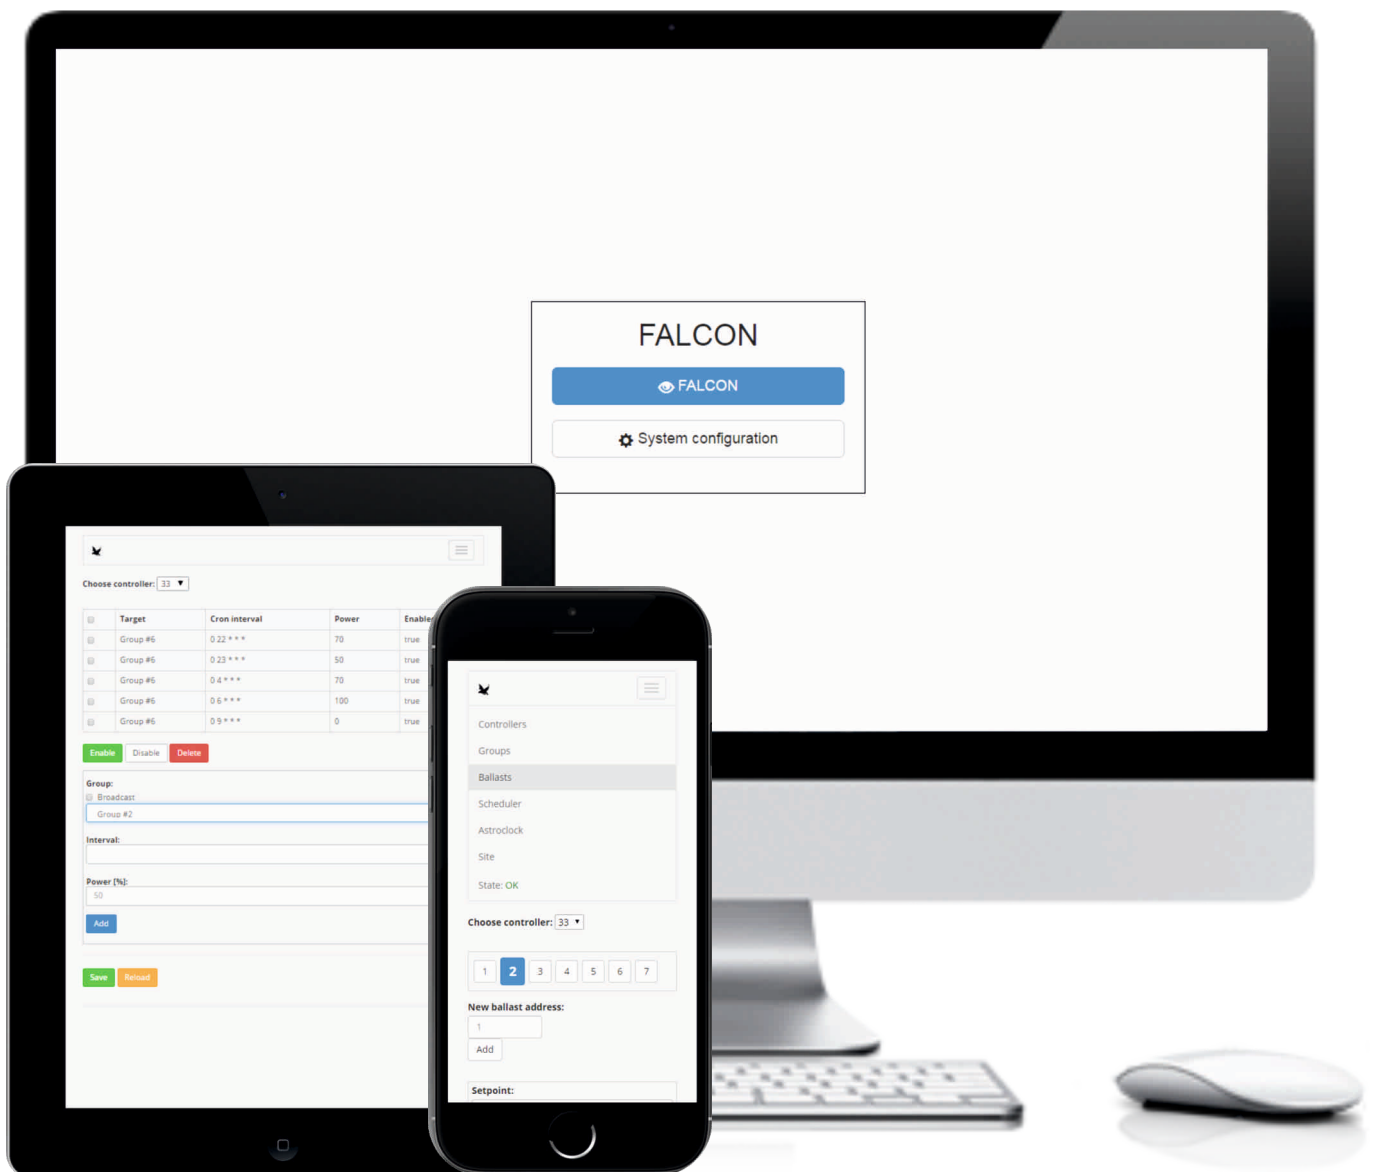 FALCON
FALCON
System configuration
Choose controller: 33
Target Cron interval Power Enable
Group #6 0 22 * * * 70 true
Group #6 0 23 * * * 50 true
Group #6 0 4 * * * 70 true
Group #6 0 6 * * * 100 true
Group #6 0 9 * * * 0 true
Enable Disable Delete
Group:
Broadcast
Group #2
Interval:
Power [%]:
50
Add
Save Reload
Controllers
Groups
Ballasts
Scheduler
Astroclock
Site
State: OK
Choose controller: 33
1 2 3 4 5 6 7
New ballast address:
1
Add
Setpoint: